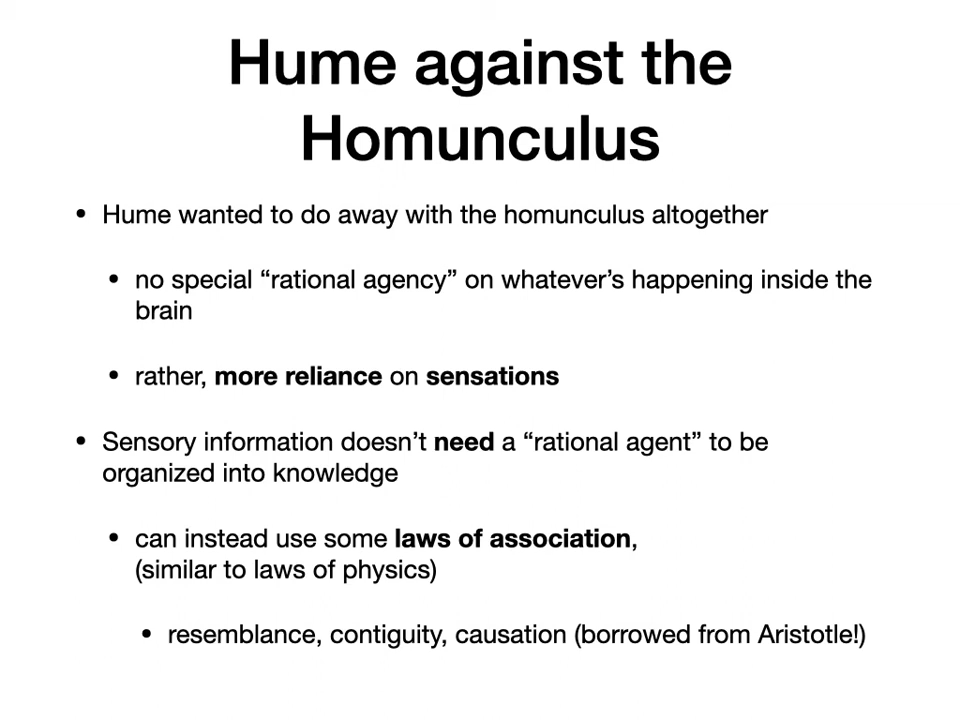 Hume against the
Homunculus
• Hume wanted to do away with the homunculus altogether
• no special “rational agency” on whatever’s happening inside the
brain
• rather, more reliance on sensations
• Sensory information doesn’t need a “rational agent” to be
organized into knowledge
• can instead use some laws of association,
(similar to laws of physics)
• resemblance, contiguity, causation (borrowed from Aristotle!)